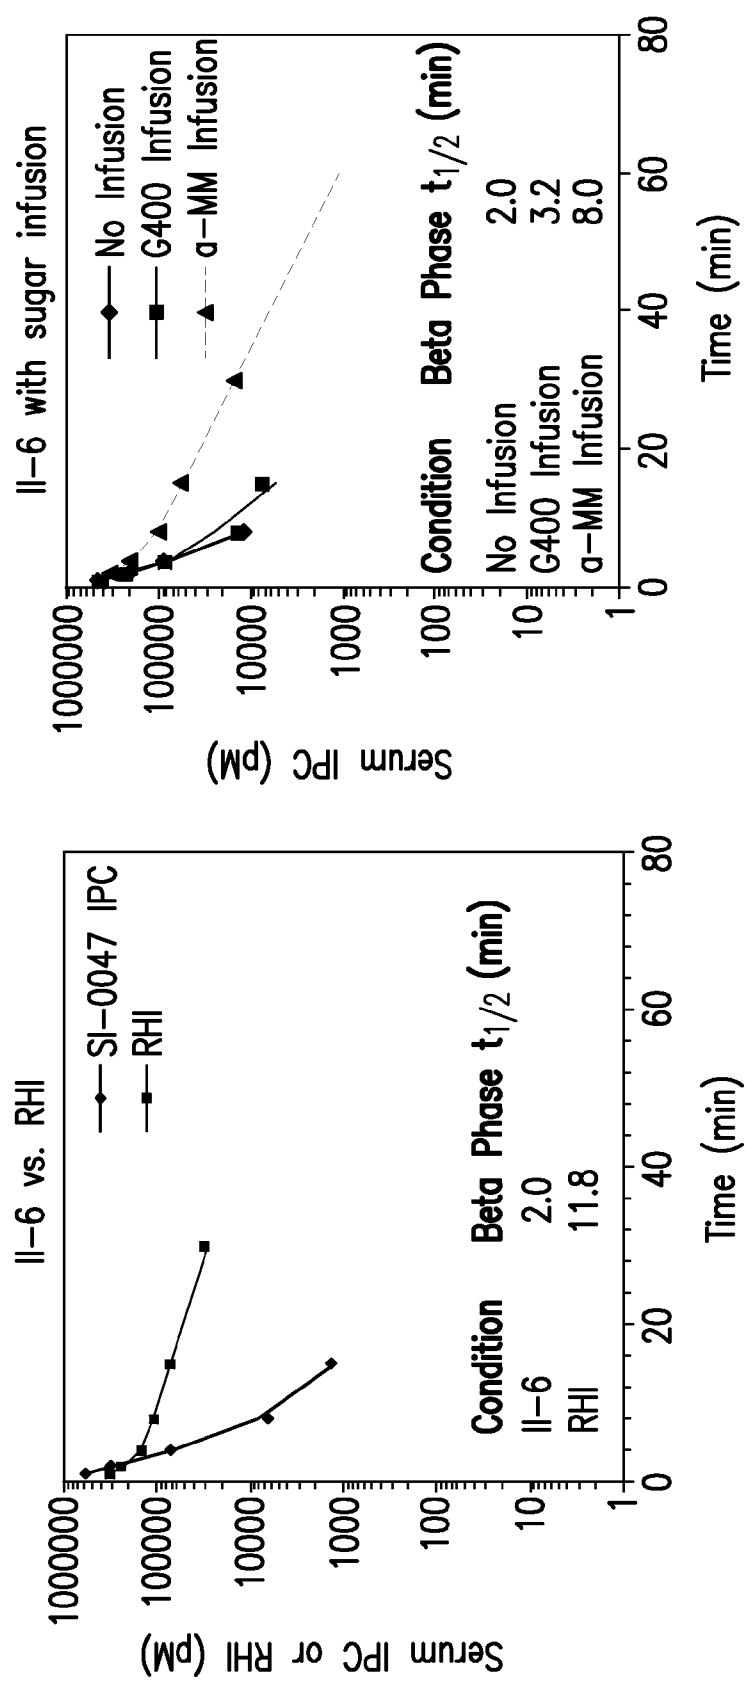 II-6 vs. RHI
SI-0047 IPC
RHI
Serum IPC or RHI (pM)
1000000
100000
10000
1000
100
10
1
Condition Beta Phase t1/2 (min)
II-6 2.0
RHI 11.8
0 20 40 60 80
Time (min)
II-6 with sugar infusion
No Infusion
G400 Infusion
a-MM Infusion
Serum IPC (pM)
1000000
100000
10000
1000
100
10
1
Condition Beta Phase t1/2 (min)
No Infusion 2.0
G400 Infusion 3.2
a-MM Infusion 8.0
0 20 40 60 80
Time (min)